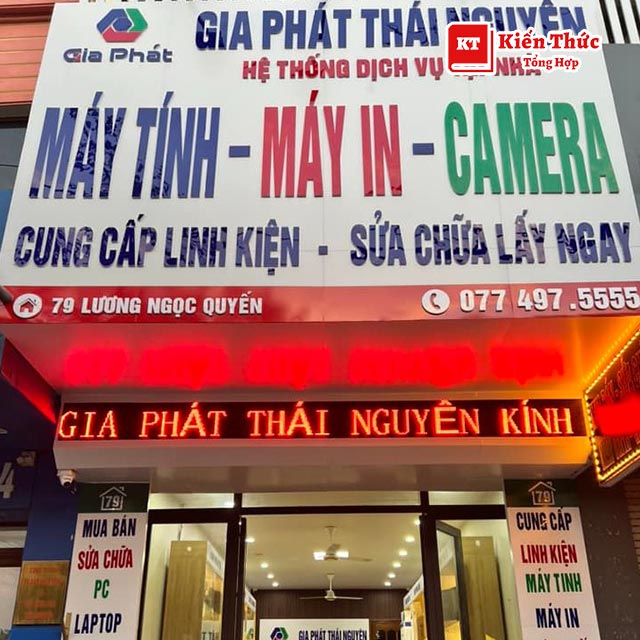 Gia Phát
GIA PHÁT THÁI NGUYÊN
KT
Kiến Thức
Tổng Hợp
HỆ THỐNG DỊCH VỤ NHÀ
MÁY TÍNH - MÁY IN - CAMERA
CUNG CẤP LINH KIỆN - SỬA CHỮA LẤY NGAY
79 LƯƠNG NGỌC QUYẾN
077 497.5555
GIA PHÁT THÁI NGUYÊN KÍNH
79
MUA BÁN
SỬA CHỮA
PC
LAPTOP
79
CUNG CẤP
LINH KIỆN
MÁY TINH
MÁY IN
GIA PHÁT THÁI NGUYÊN